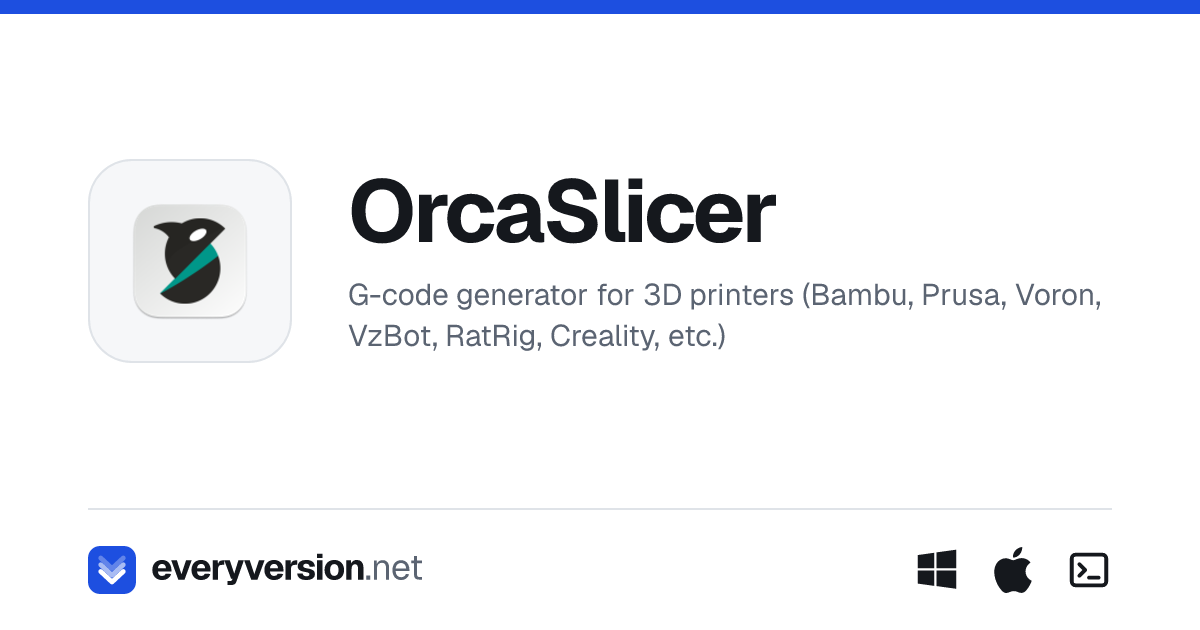 OrcaSlicer
G-code generator for 3D printers (Bambu, Prusa, Voron,
VzBot, RatRig, Creality, etc.)
everyversion.net